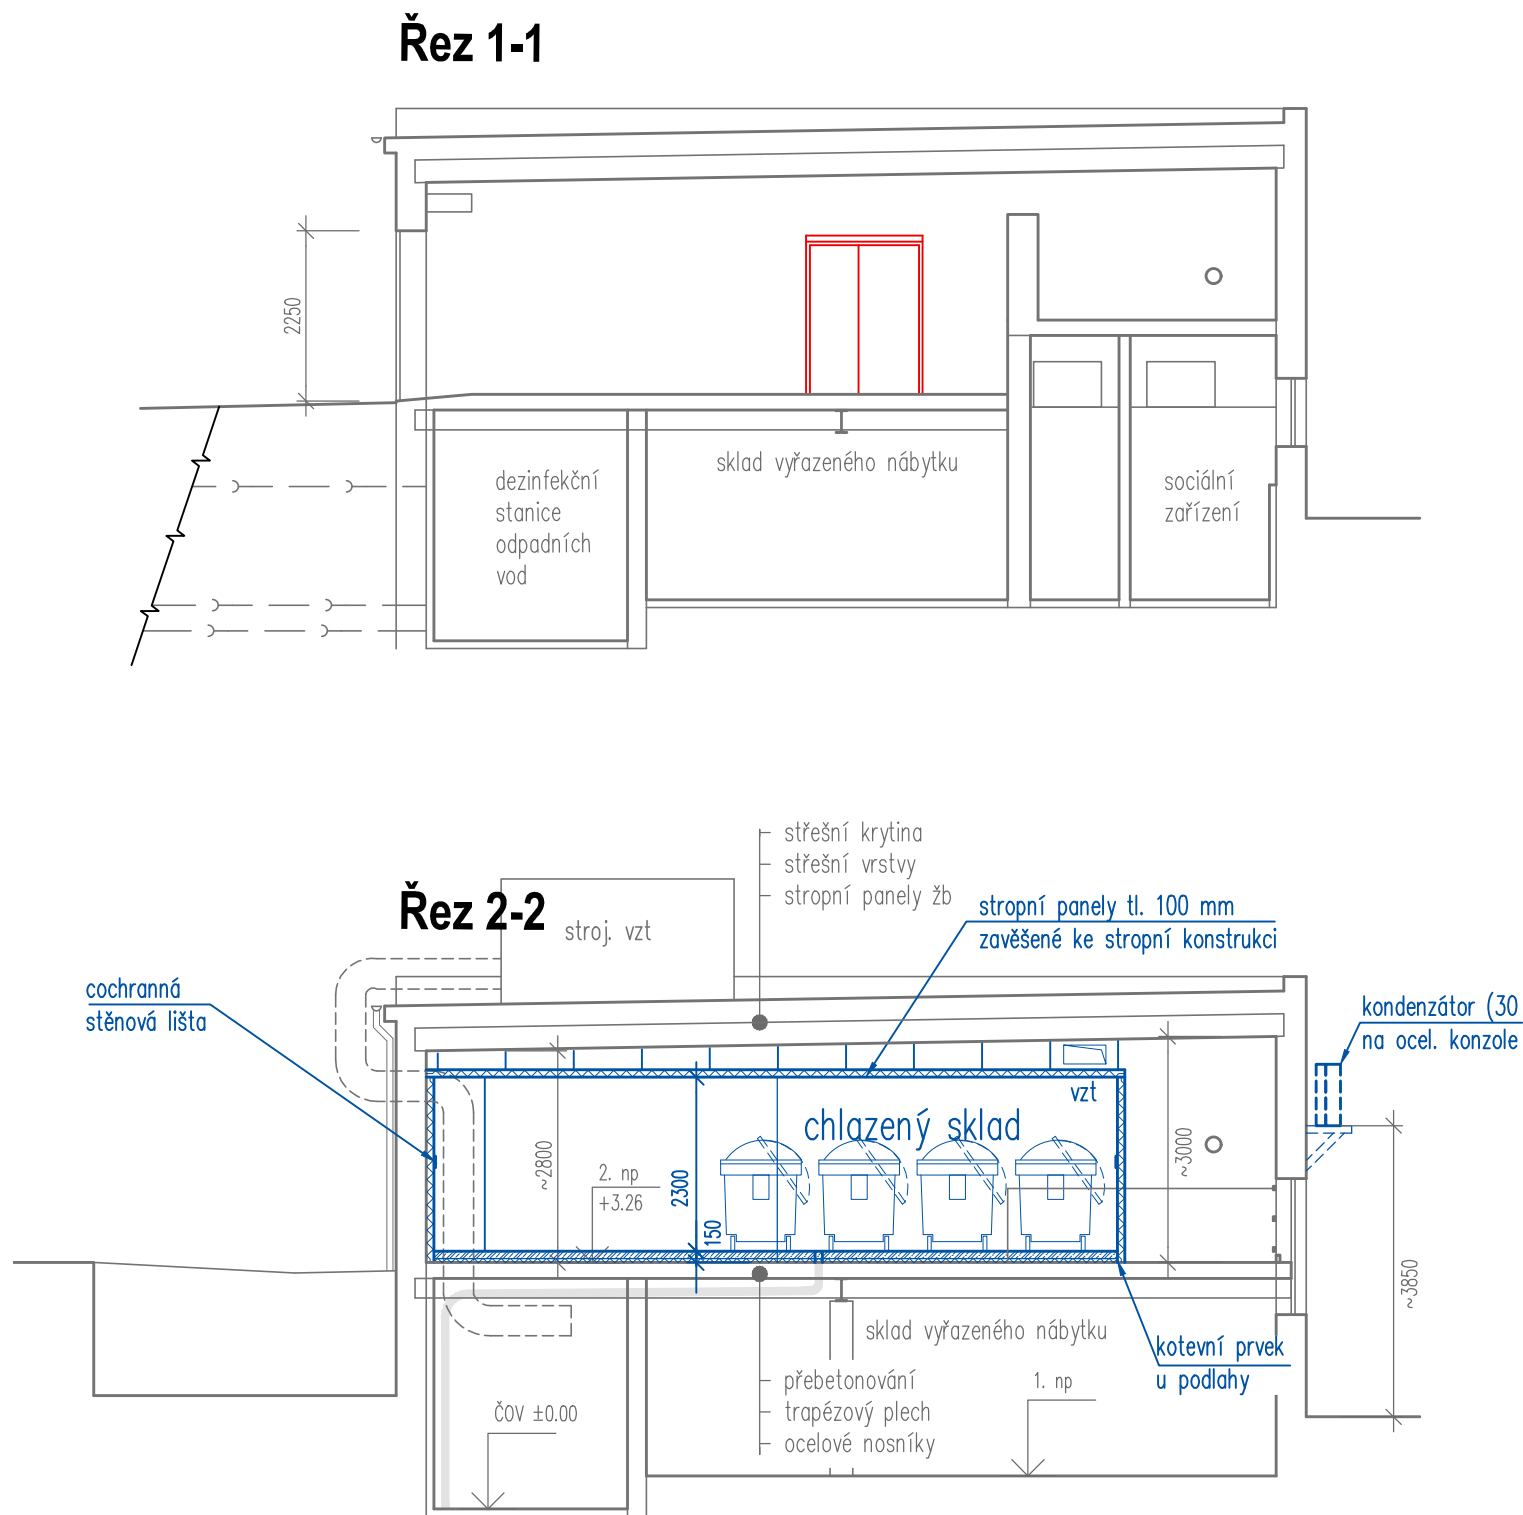 Řez 1-1
2250
sklad vyřazeného nábytku
dezinfekční
stanice
odpadních
vod
sociální
zařízení
střešní krytina
střešní vrstvy
stropní panely žb
Řez 2-2
stroj. vzt
stropní panely tl. 100 mm
zavěšené ke stropní konstrukci
cochranná
stěnová lišta
kondenzátor (30
na ocel. konzole
vzt
chlazený sklad
~2800
2. np
+3.26
2300
150
~3000
~3850
sklad vyřazeného nábytku
kotevní prvek
u podlahy
přebetonování
trapézový plech
ocelové nosníky
1. np
ČOV ±0.00